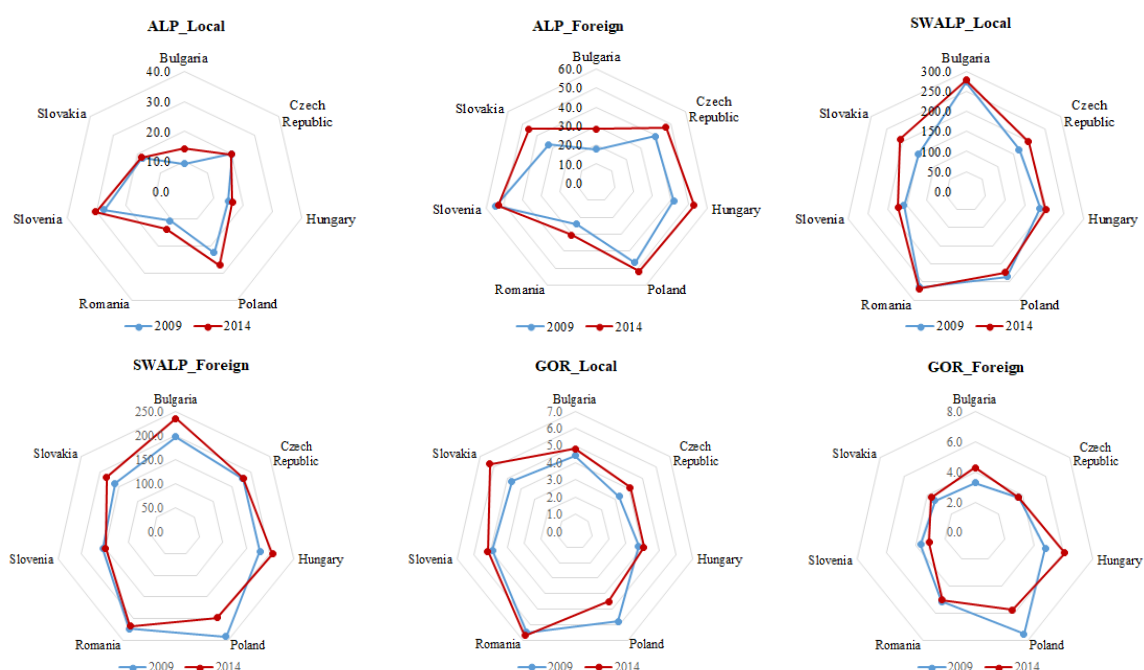 ALP_Local
Bulgaria
40.0
30.0
20.0
10.0
0.0
Czech
Republic
Hungary
Poland
Romania
Slovenia
Slovakia
2009 2014
ALP_Foreign
Bulgaria
60.0
50.0
40.0
30.0
20.0
10.0
0.0
Czech
Republic
Hungary
Poland
Romania
Slovenia
Slovakia
2009 2014
SWALP_Local
Bulgaria
300.0
250.0
200.0
150.0
100.0
50.0
0.0
Czech
Republic
Hungary
Poland
Romania
Slovenia
Slovakia
2009 2014
SWALP_Foreign
Bulgaria
250.0
200.0
150.0
100.0
50.0
0.0
Czech
Republic
Hungary
Poland
Romania
Slovenia
Slovakia
2009 2014
GOR_Local
Bulgaria
7.0
6.0
5.0
4.0
3.0
2.0
1.0
0.0
Czech
Republic
Hungary
Poland
Romania
Slovenia
Slovakia
2009 2014
GOR_Foreign
Bulgaria
8.0
6.0
4.0
2.0
0.0
Czech
Republic
Hungary
Poland
Romania
Slovenia
Slovakia
2009 2014